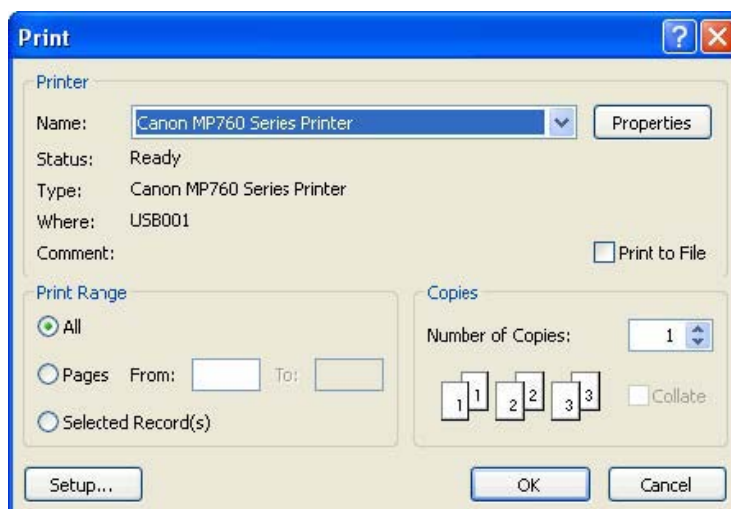 Print
Printer
Name: Canon MP760 Series Printer Properties
Status: Ready
Type: Canon MP760 Series Printer
Where: USB001
Comment: Print to File
Print Range
All
Pages From: To:
Selected Record(s)
Copies
Number of Copies: 1
1 1 2 2 3 3 Collate
Setup... OK Cancel